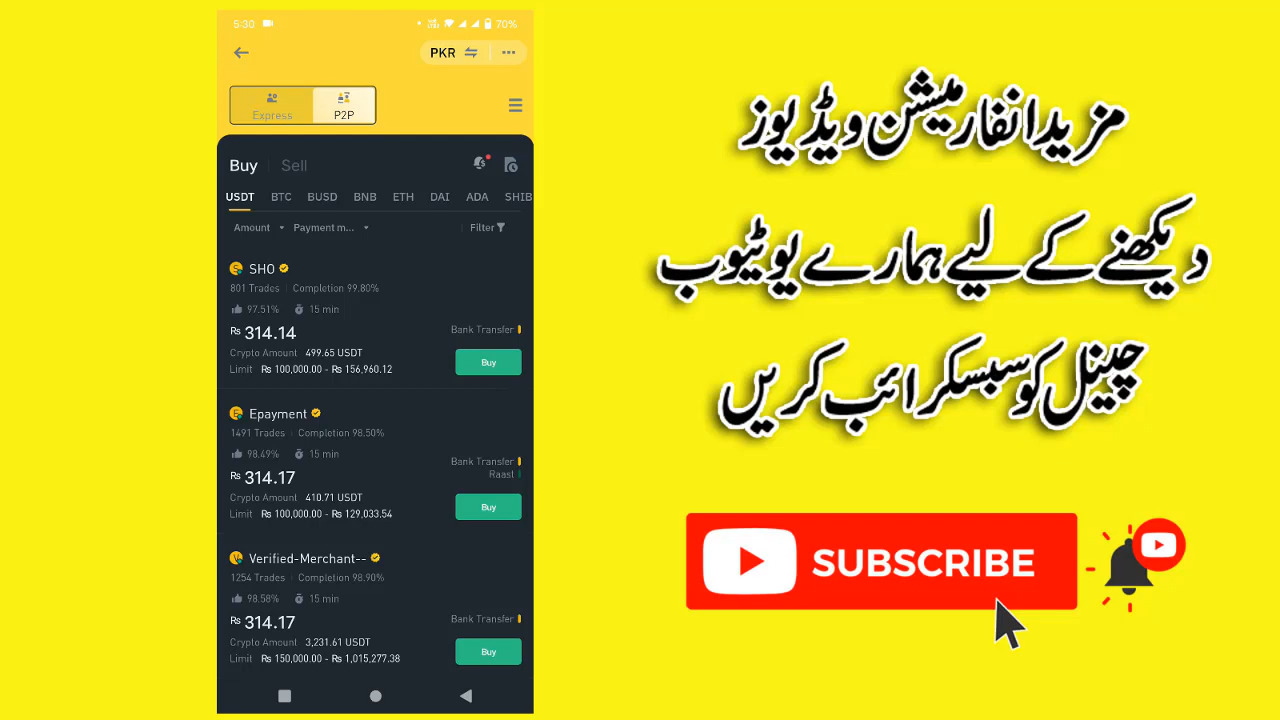 5:30
70%
PKR
Express
P2P
Buy
Sell
USDT BTC BUSD BNB ETH DAI ADA SHIB
Amount Payment m... Filter
SHO
801 Trades Completion 99.80%
97.51% 15 min
Rs 314.14
Bank Transfer
Crypto Amount 499.65 USDT
Limit Rs 100,000.00 - Rs 156,960.12
Buy
Epayment
1491 Trades Completion 98.50%
98.49% 15 min
Bank Transfer
Raast
Rs 314.17
Crypto Amount 410.71 USDT
Limit Rs 100,000.00 - Rs 129,033.54
Buy
Verified-Merchant--
1254 Trades Completion 98.90%
98.58% 15 min
Rs 314.17
Bank Transfer
Crypto Amount 3,231.61 USDT
Limit Rs 150,000.00 - Rs 1,015,277.38
Buy
مزید انفارمیشن ویڈیوز
دیکھنے کے لیے ہمارے یوٹیوب
چینل کو سبسکرائب کریں
SUBSCRIBE